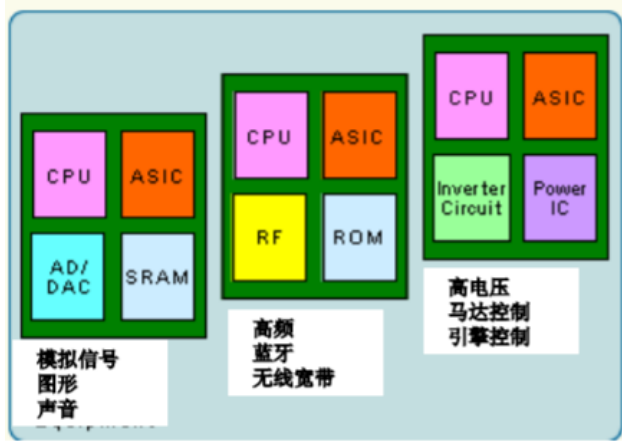 CPU
ASIC
AD/
DAC
SRAM
模拟信号
图形
声音
CPU
ASIC
RF
ROM
高频
蓝牙
无线宽带
CPU
ASIC
Inverter
Circuit
Power
IC
高电压
马达控制
引擎控制